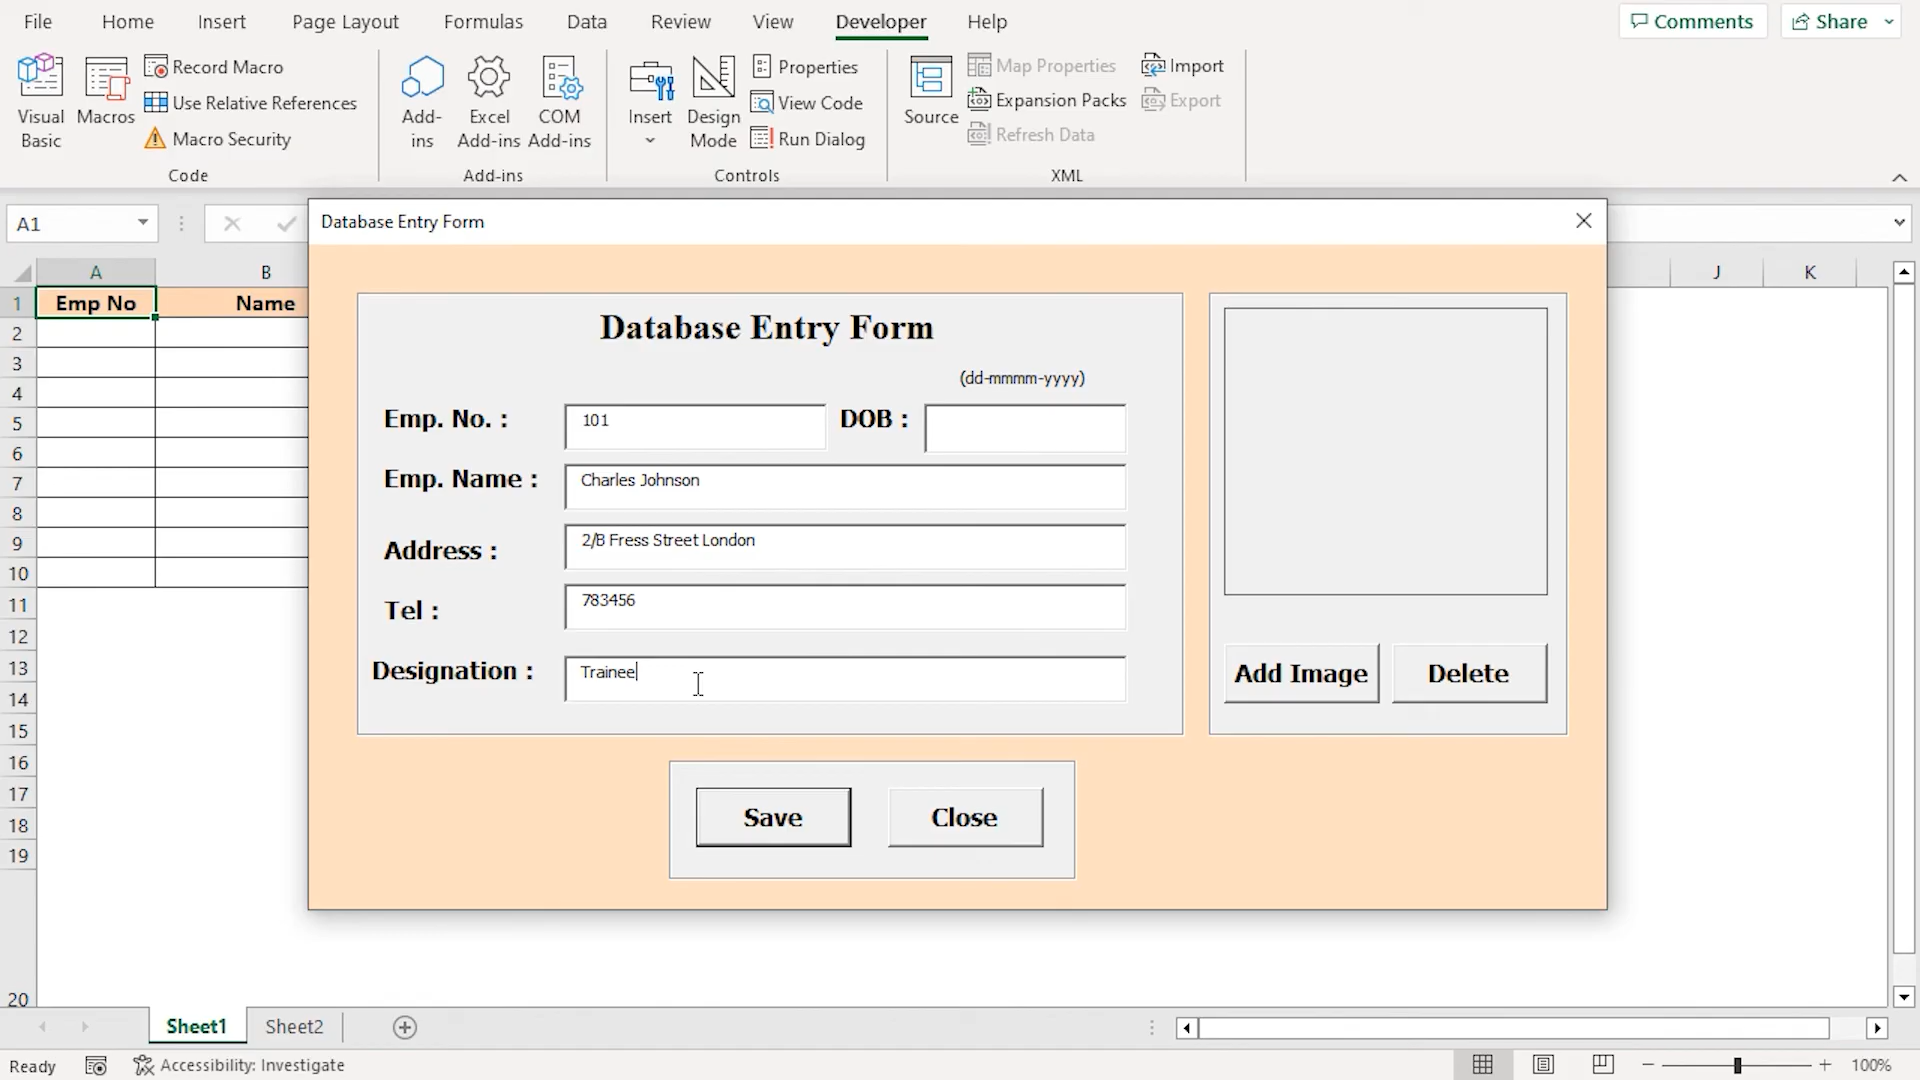 File Home Insert Page Layout Formulas Data Review View Developer Help Comments Share
Visual Basic
Macros
Record Macro
Use Relative References
Macro Security
Code
Add-ins
Excel Add-ins
COM Add-ins
Add-ins
Insert
Design Mode
Properties
View Code
Run Dialog
Controls
Source
Map Properties
Expansion Packs
Refresh Data
Import
Export
XML
A1
Database Entry Form
A B J K
1 Emp No Name
2
3
4
5
6
7
8
9
10
11
12
13
14
15
16
17
18
19
20
Database Entry Form
(dd-mmmm-yyyy)
Emp. No. : 101 DOB :
Emp. Name : Charles Johnson
Address : 2/B Fress Street London
Tel : 783456
Designation : Trainee
Add Image Delete
Save Close
Sheet1 Sheet2
Ready Accessibility: Investigate 100%